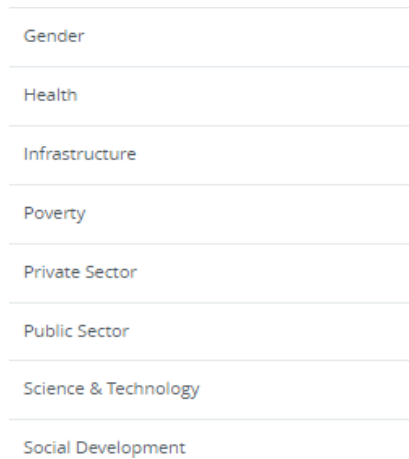 Gender
Health
Infrastructure
Poverty
Private Sector
Public Sector
Science & Technology
Social Development